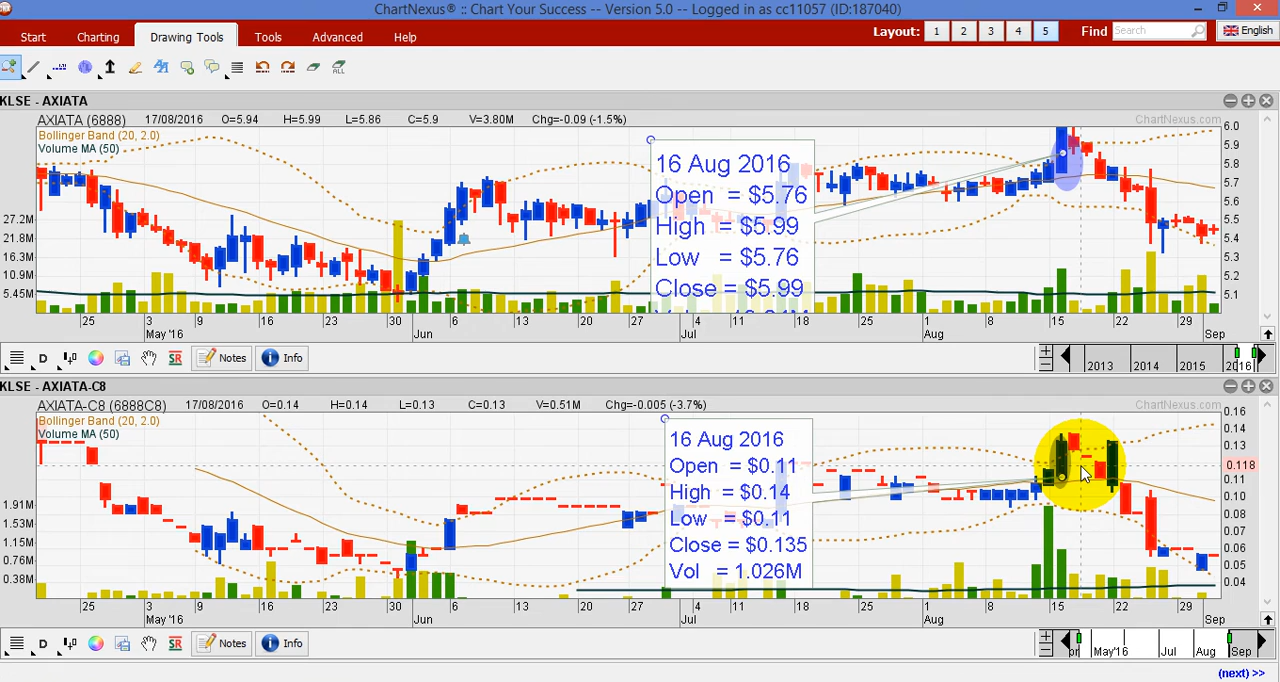 ChartNexus® :: Chart Your Success -- Version 5.0 -- Logged in as cc11057 (ID:187040)
Start Charting Drawing Tools Tools Advanced Help Layout: 1 2 3 4 5 Find Search English
ALL
KLSE - AXIATA
AXIATA (6888) 17/08/2016 O=5.94 H=5.99 L=5.86 C=5.9 V=3.80M Chg=-0.09 (-1.5%) ChartNexus.com
Bollinger Band (20, 2.0)
Volume MA (50)
27.2M
21.8M
16.3M
10.9M
5.45M
16 Aug 2016
Open = $5.76
High = $5.99
Low = $5.76
Close = $5.99
6.0
5.9
5.8
5.7
5.6
5.5
5.4
5.3
5.2
5.1
25 3 9 16 23 30 6 13 20 27 4 11 18 25 8 15 22 29
May '16 Jun Jul Aug Sep
D SR Notes Info 2013 2014 2015 2016
KLSE - AXIATA-C8
AXIATA-C8 (6888C8) 17/08/2016 O=0.14 H=0.14 L=0.13 C=0.13 V=0.51M Chg=-0.005 (-3.7%) ChartNexus.com
Bollinger Band (20, 2.0)
Volume MA (50)
1.91M
1.53M
1.15M
0.76M
0.38M
16 Aug 2016
Open = $0.11
High = $0.14
Low = $0.11
Close = $0.135
Vol = 1.026M
0.16
0.14
0.13
0.118
0.11
0.10
0.08
0.07
0.06
0.05
0.04
25 3 9 16 23 30 6 13 20 27 4 11 18 25 8 15 22 29
May '16 Jun Jul Aug Sep
D SR Notes Info May'16 Jul Aug Sep
(next) >>